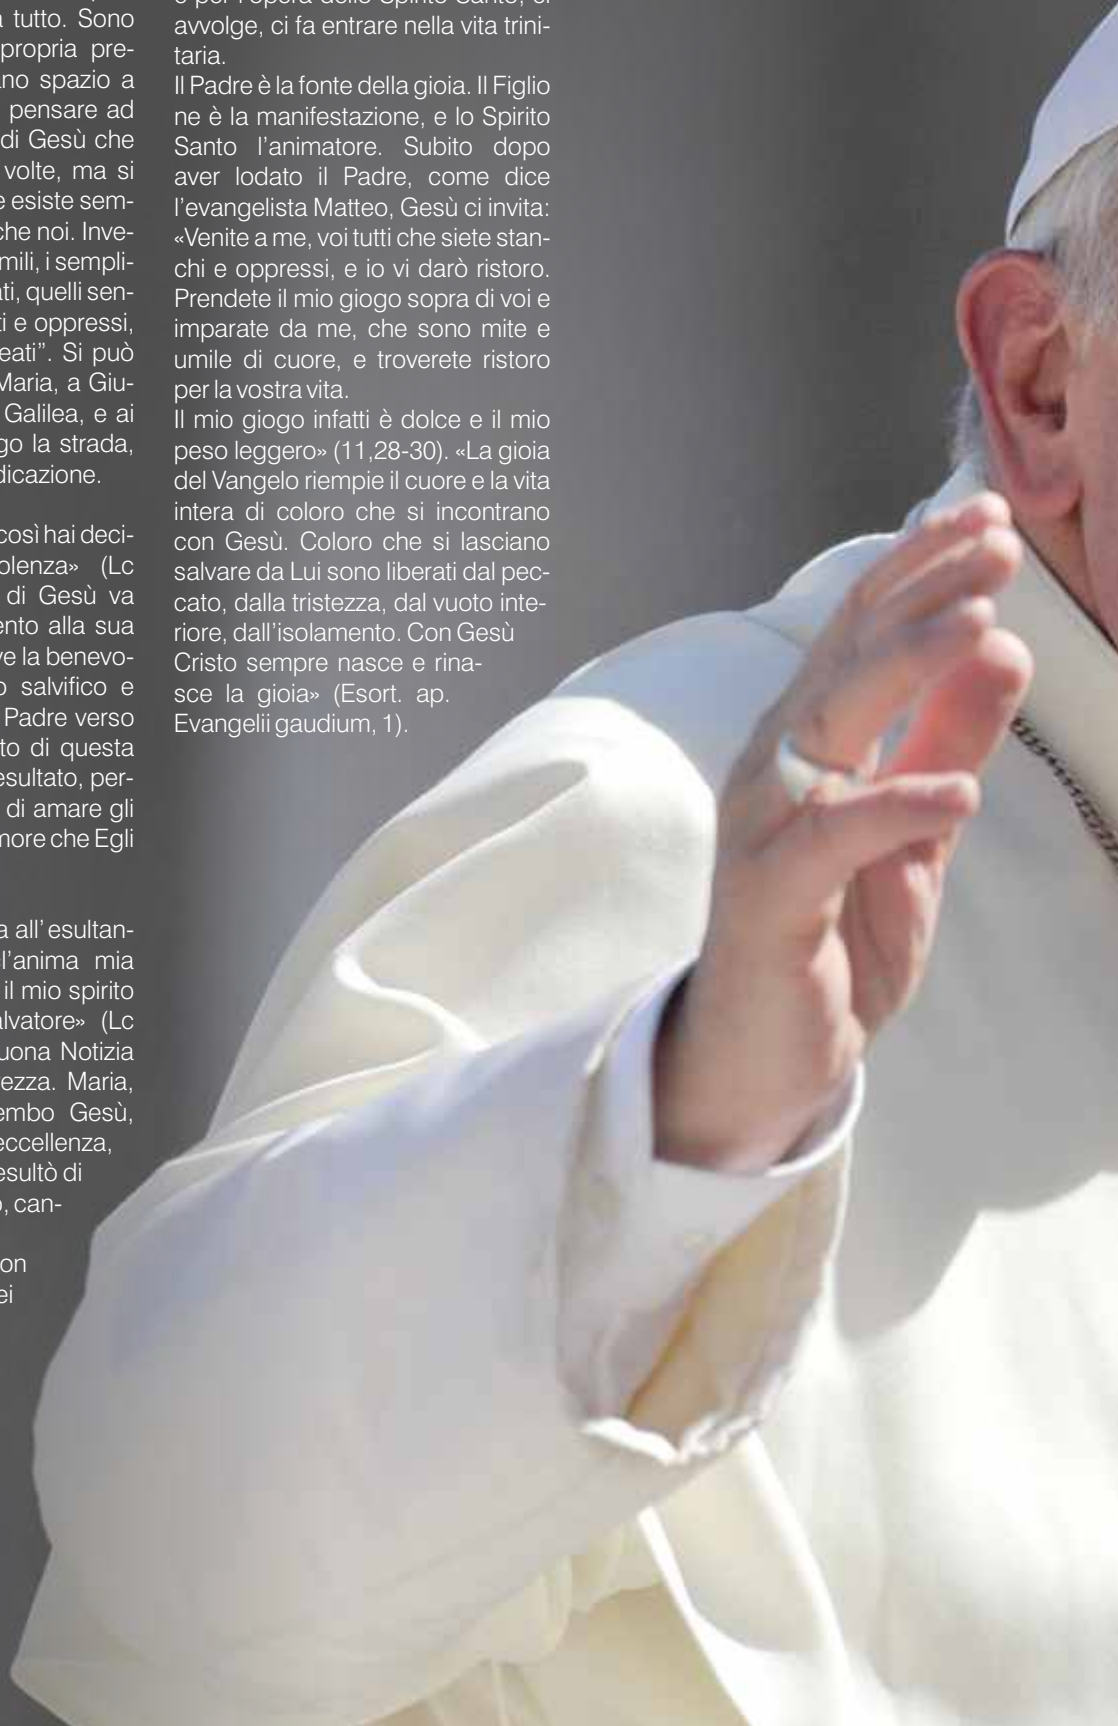 tutto. Sono
propria pre-
no spazio a
pensare ad
di Gesù che
volte, ma si
esiste sem-
che noi. Inve-
mili, i sempli-
ti, quelli sen-
ti e oppressi,
eati”. Si può
Maria, a Giu-
Galilea, e ai
go la strada,
dicazione.
così hai deci-
olenza» (Lc
di Gesù va
ento alla sua
ve la benevo-
o salvifico e
Padre verso
to di questa
esultato, per-
di amare gli
more che Egli
a all’esultan-
l’anima mia
il mio spirito
alvatore» (Lc
uona Notizia
ezza. Maria,
embo Gesù,
eccellenza,
esultò di
o, can-
on
ei
e per l’opera dello Spirito Santo, ci
avvolge, ci fa entrare nella vita trini-
taria.
Il Padre è la fonte della gioia. Il Figlio
ne è la manifestazione, e lo Spirito
Santo l’animatore. Subito dopo
aver lodato il Padre, come dice
l’evangelista Matteo, Gesù ci invita:
«Venite a me, voi tutti che siete stan-
chi e oppressi, e io vi darò ristoro.
Prendete il mio giogo sopra di voi e
imparate da me, che sono mite e
umile di cuore, e troverete ristoro
per la vostra vita.
Il mio giogo infatti è dolce e il mio
peso leggero» (11,28-30). «La gioia
del Vangelo riempie il cuore e la vita
intera di coloro che si incontrano
con Gesù. Coloro che si lasciano
salvare da Lui sono liberati dal pec-
cato, dalla tristezza, dal vuoto inte-
riore, dall’isolamento. Con Gesù
Cristo sempre nasce e rina-
sce la gioia» (Esort. ap.
Evangelii gaudium, 1).